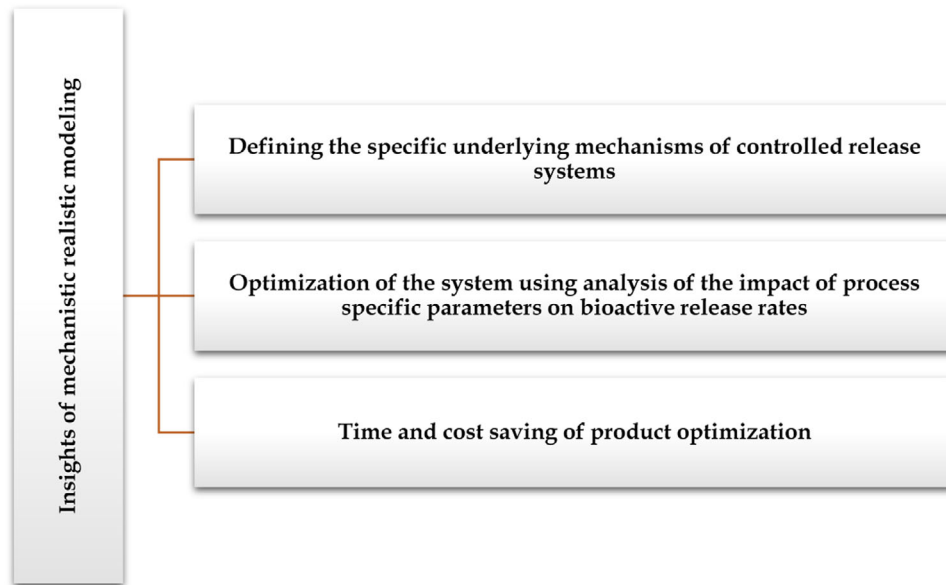 Insights of mechanistic realistic modeling
Defining the specific underlying mechanisms of controlled release
systems
Optimization of the system using analysis of the impact of process
specific parameters on bioactive release rates
Time and cost saving of product optimization